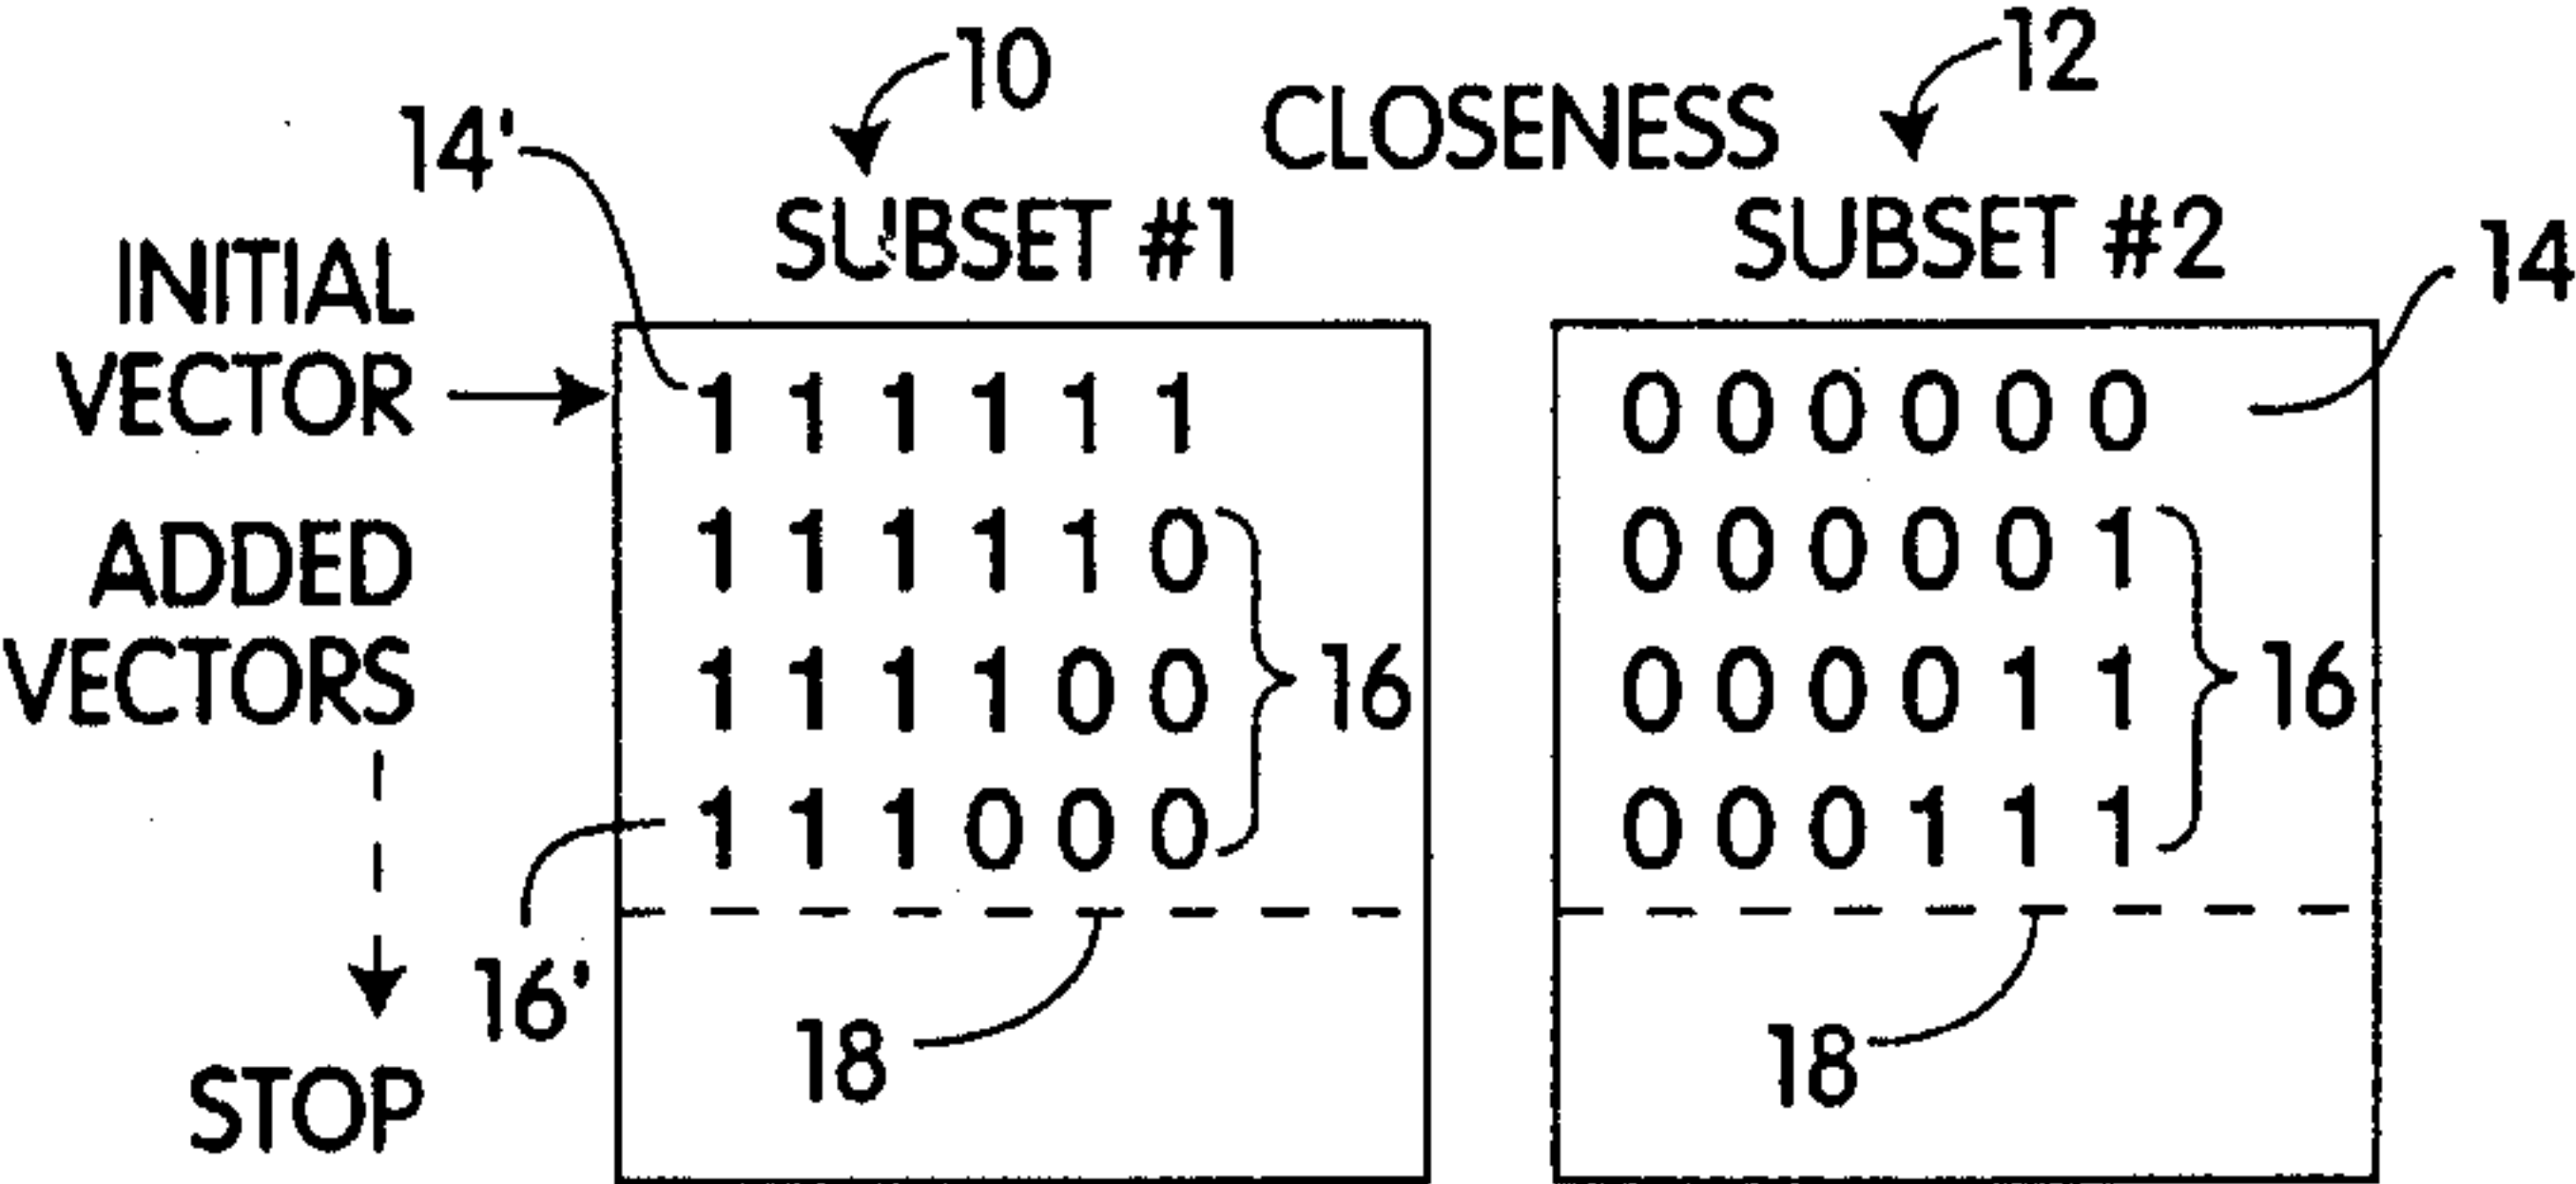 10
12
CLOSENESS
14'
SUBSET #1
SUBSET #2
14
INITIAL
VECTOR
1 1 1 1 1 1
0 0 0 0 0 0
ADDED
VECTORS
1 1 1 1 1 0
0 0 0 0 0 1
1 1 1 1 0 0
16
0 0 0 0 1 1
16
1 1 1 0 0 0
0 0 0 1 1 1
16'
18
18
STOP